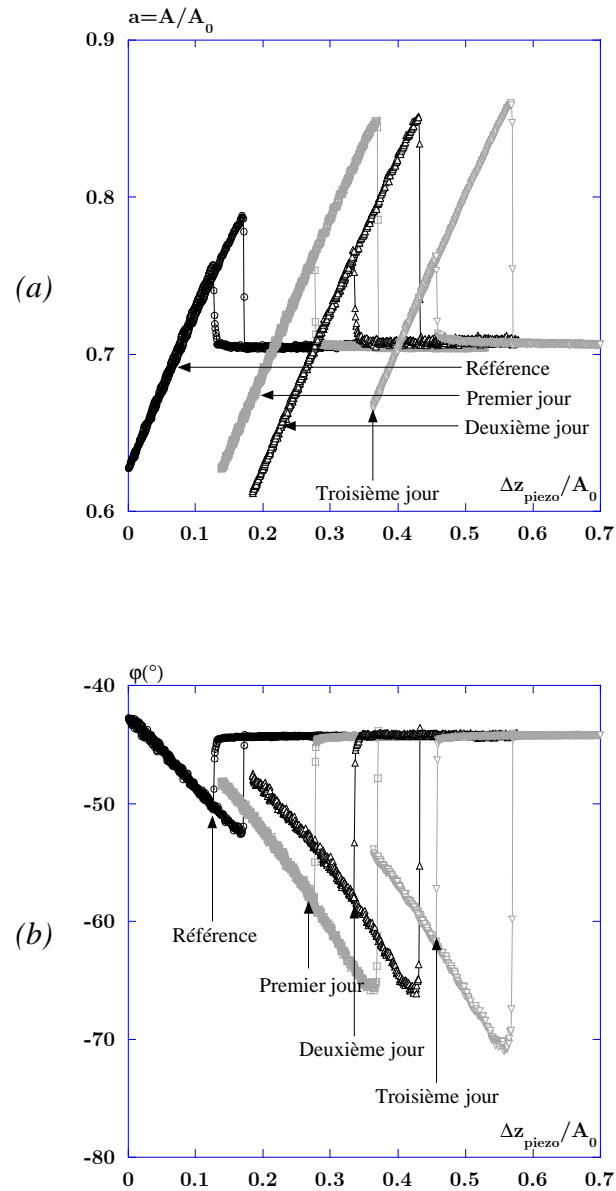 a=A/A₀
0.9
0.8
(a)
0.7
Référence
Premier jour
Deuxième jour
Troisième jour
Δz_piezo/A₀
0.6
0 0.1 0.2 0.3 0.4 0.5 0.6 0.7
φ(°)
-40
-50
Référence
(b)
-60
Premier jour
Deuxième jour
-70
Troisième jour
Δz_piezo/A₀
-80
0 0.1 0.2 0.3 0.4 0.5 0.6 0.7